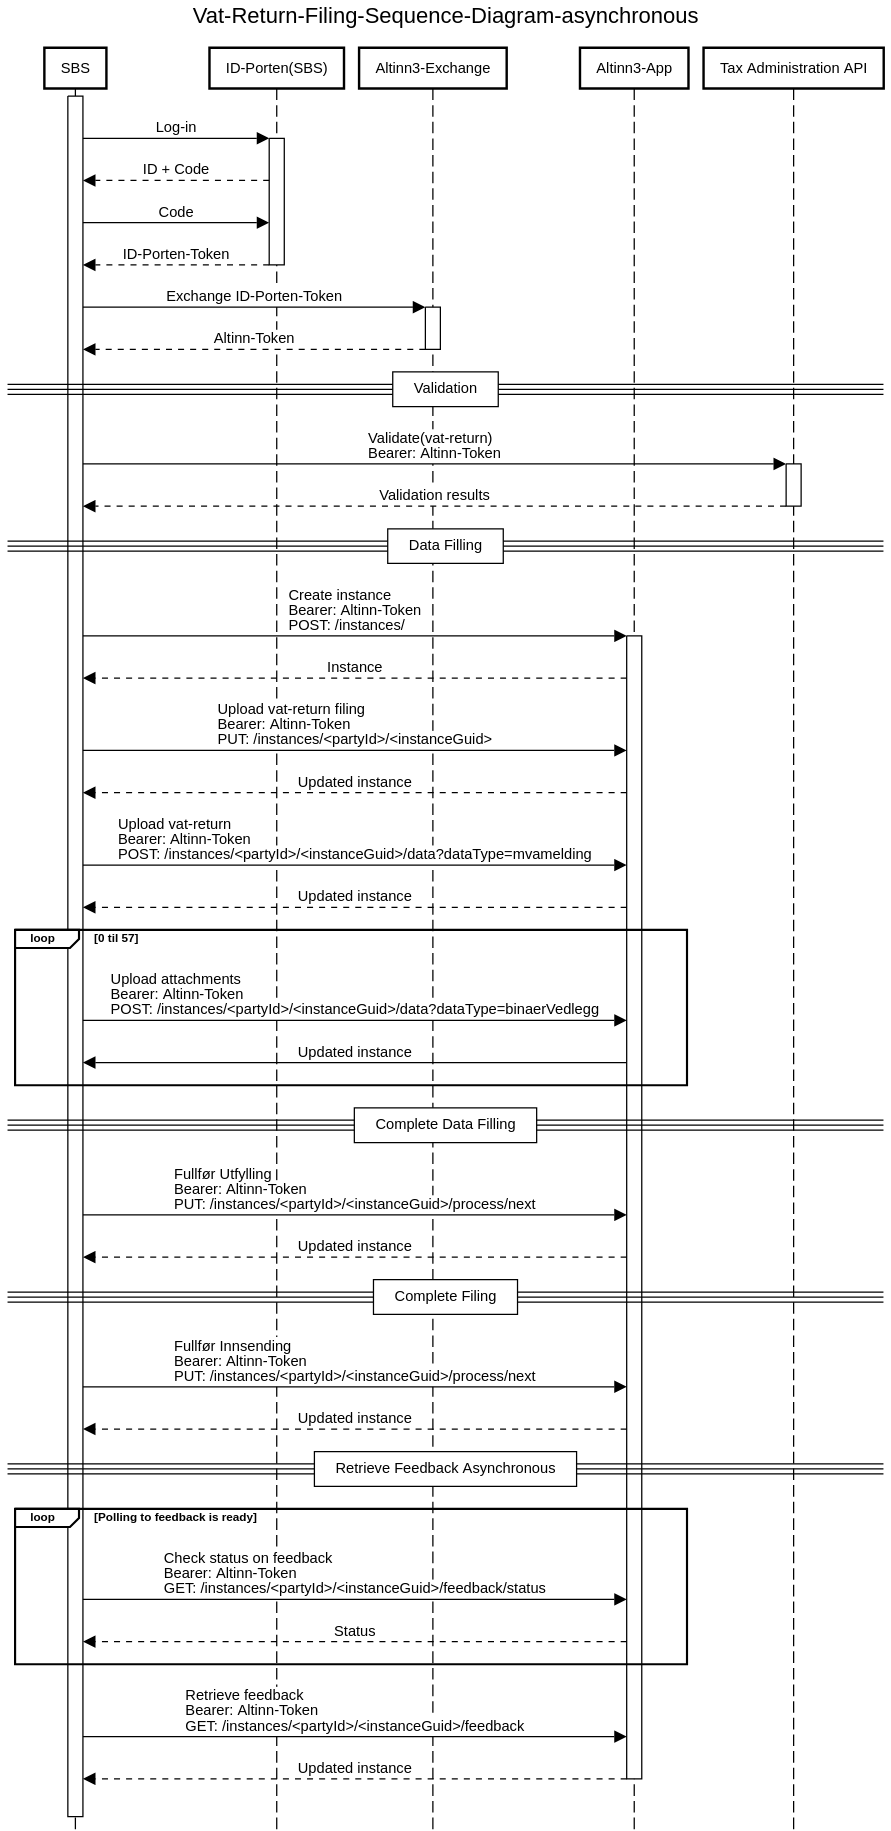 Vat-Return-Filing-Sequence-Diagram-asynchronous
SBS
ID-Porten(SBS)
Altinn3-Exchange
Altinn3-App
Tax Administration API
Log-in
ID + Code
Code
ID-Porten-Token
Exchange ID-Porten-Token
Altinn-Token
Validation
Validate(vat-return)
Bearer: Altinn-Token
Validation results
Data Filling
Create instance
Bearer: Altinn-Token
POST: /instances/
Instance
Upload vat-return filing
Bearer: Altinn-Token
PUT: /instances/<partyId>/<instanceGuid>
Updated instance
Upload vat-return
Bearer: Altinn-Token
POST: /instances/<partyId>/<instanceGuid>/data?dataType=mvamelding
Updated instance
loop [0 til 57]
Upload attachments
Bearer: Altinn-Token
POST: /instances/<partyId>/<instanceGuid>/data?dataType=binaerVedlegg
Updated instance
Complete Data Filling
Fullfør Utfylling
Bearer: Altinn-Token
PUT: /instances/<partyId>/<instanceGuid>/process/next
Updated instance
Complete Filing
Fullfør Innsending
Bearer: Altinn-Token
PUT: /instances/<partyId>/<instanceGuid>/process/next
Updated instance
Retrieve Feedback Asynchronous
loop [Polling to feedback is ready]
Check status on feedback
Bearer: Altinn-Token
GET: /instances/<partyId>/<instanceGuid>/feedback/status
Status
Retrieve feedback
Bearer: Altinn-Token
GET: /instances/<partyId>/<instanceGuid>/feedback
Updated instance